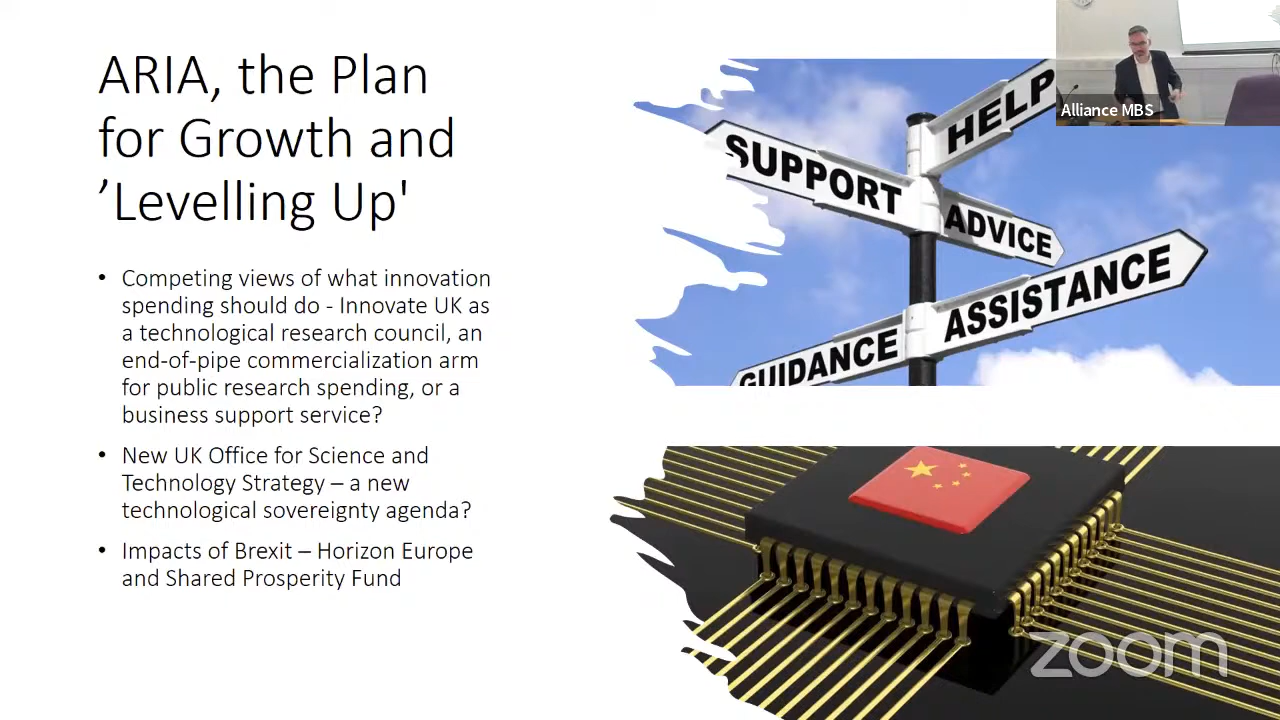 ARIA, the Plan
for Growth and
’Levelling Up'
• Competing views of what innovation
spending should do - Innovate UK as
a technological research council, an
end-of-pipe commercialization arm
for public research spending, or a
business support service?
• New UK Office for Science and
Technology Strategy – a new
technological sovereignty agenda?
• Impacts of Brexit – Horizon Europe
and Shared Prosperity Fund
HELP
SUPPORT
ADVICE
ASSISTANCE
GUIDANCE
Alliance MBS
zoom